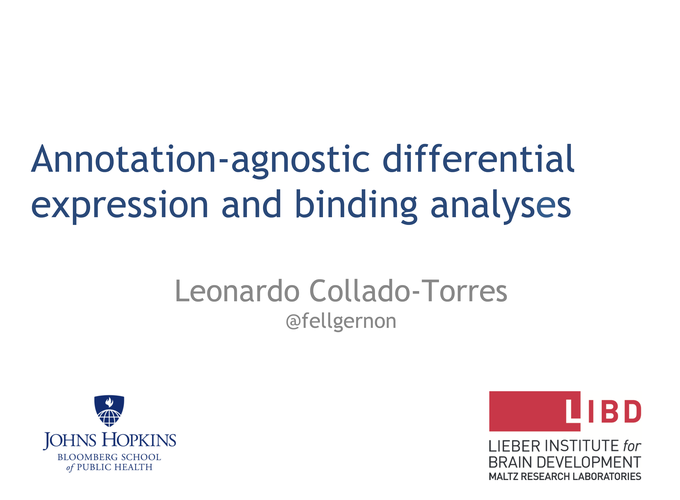 Annotation-agnostic differential
expression and binding analyses
Leonardo Collado-Torres
@fellgernon
JOHNS HOPKINS
BLOOMBERG SCHOOL
of PUBLIC HEALTH
LIBD
LIEBER INSTITUTE for
BRAIN DEVELOPMENT
MALTZ RESEARCH LABORATORIES